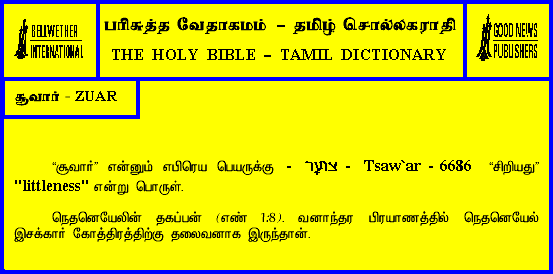 BELLWETHER
INTERNATIONAL
பரிசுத்த வேதாகமம் – தமிழ் சொல்லகராதி
THE HOLY BIBLE – TAMIL DICTIONARY
GOOD NEWS
PUBLISHERS
சூவார் - ZUAR
“சூவார்” என்னும் எபிரெய பெயருக்கு - צוער - Tsaw`ar - 6686 “சிறியது”
"littleness" என்று பொருள்.
நெதனெயேலின் தகப்பன் (எண் 1:8). வனாந்தர பிரயாணத்தில் நெதனெயேல்
இசக்கார் கோத்திரத்திற்கு தலைவனாக இருந்தான்.